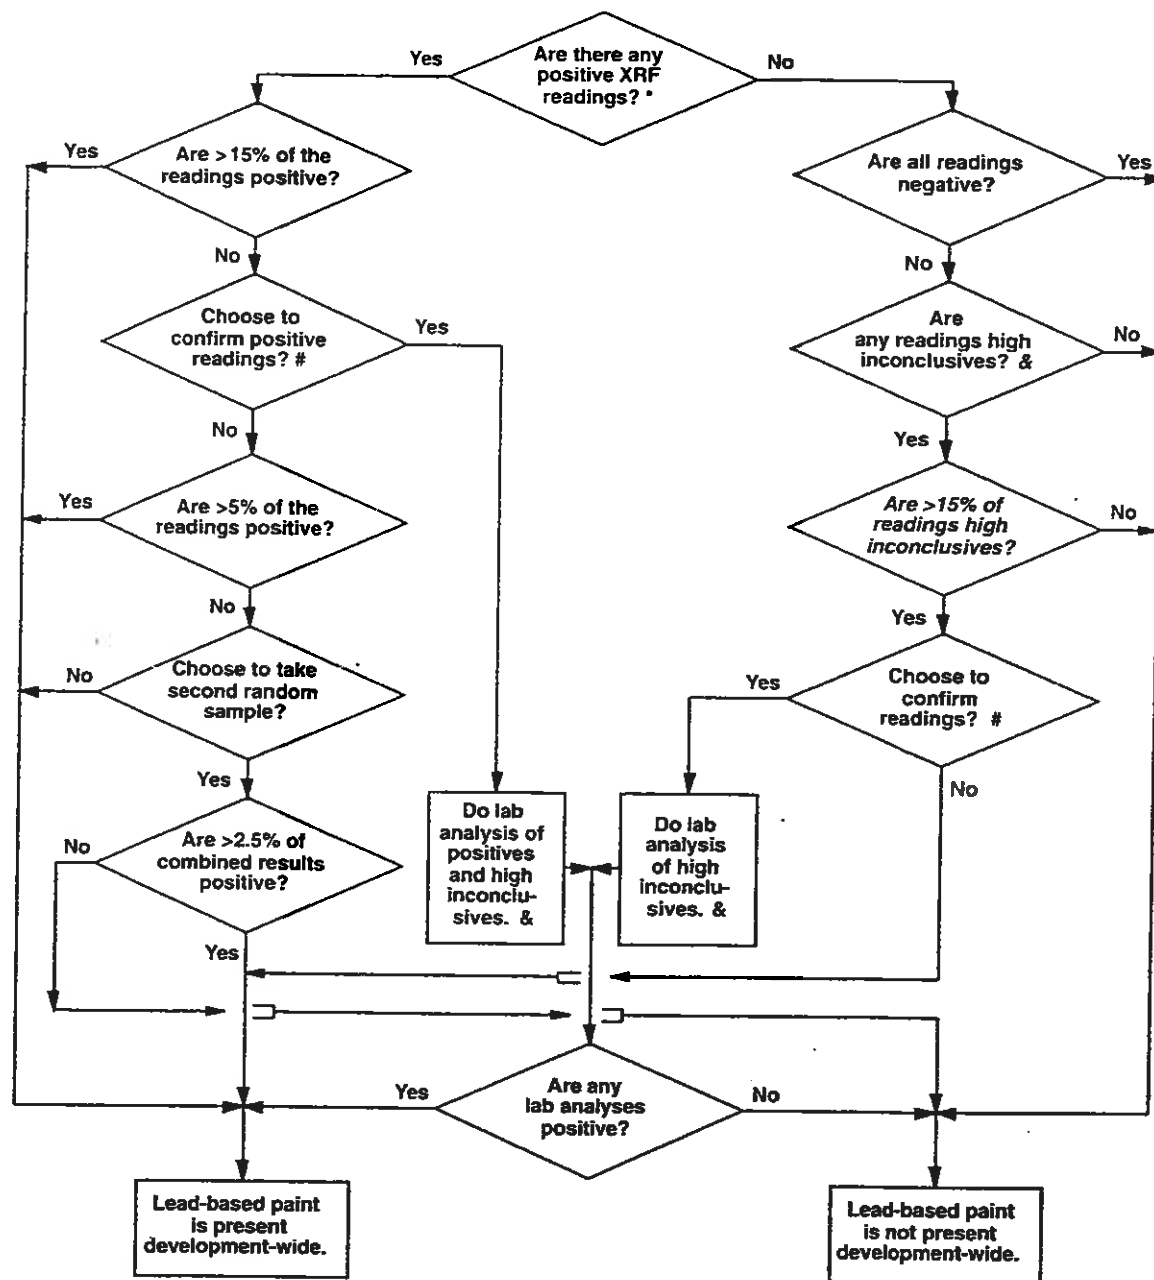 Are there any
positive XRF
readings? *
Yes
No
Are >15% of the
readings positive?
Yes
No
Are all readings
negative?
Yes
No
Choose to
confirm positive
readings? #
Yes
No
Are
any readings high
inconclusives? &
No
Yes
Are >5% of the
readings positive?
Yes
No
Are >15% of
readings high
inconclusives?
No
Yes
Choose to take
second random
sample?
No
Yes
Choose to
confirm
readings? #
Yes
No
Are >2.5% of
combined results
positive?
No
Yes
Do lab
analysis of
positives
and high
inconclu-
sives. &
Do lab
analysis
of high
inconclu-
sives. &
Are any
lab analyses
positive?
Yes
No
Lead-based paint
is present
development-wide.
Lead-based paint
is not present
development-wide.